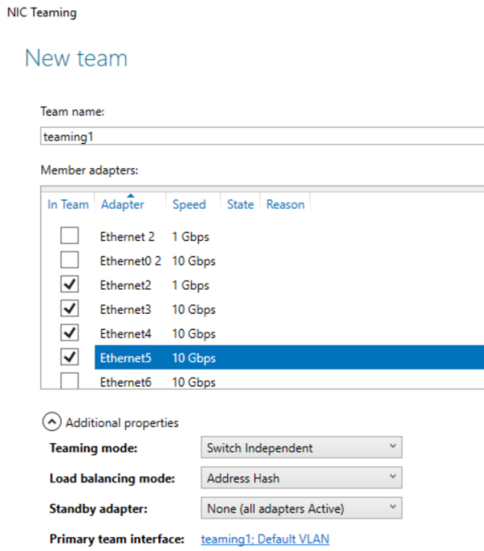 NIC Teaming
New team
Team name:
teaming1
Member adapters:
In Team Adapter Speed State Reason
Ethernet 2 1 Gbps
Ethernet0 2 10 Gbps
Ethernet2 1 Gbps
Ethernet3 10 Gbps
Ethernet4 10 Gbps
Ethernet5 10 Gbps
Ethernet6 10 Gbps
Additional properties
Teaming mode: Switch Independent
Load balancing mode: Address Hash
Standby adapter: None (all adapters Active)
Primary team interface: teaming1; Default VLAN